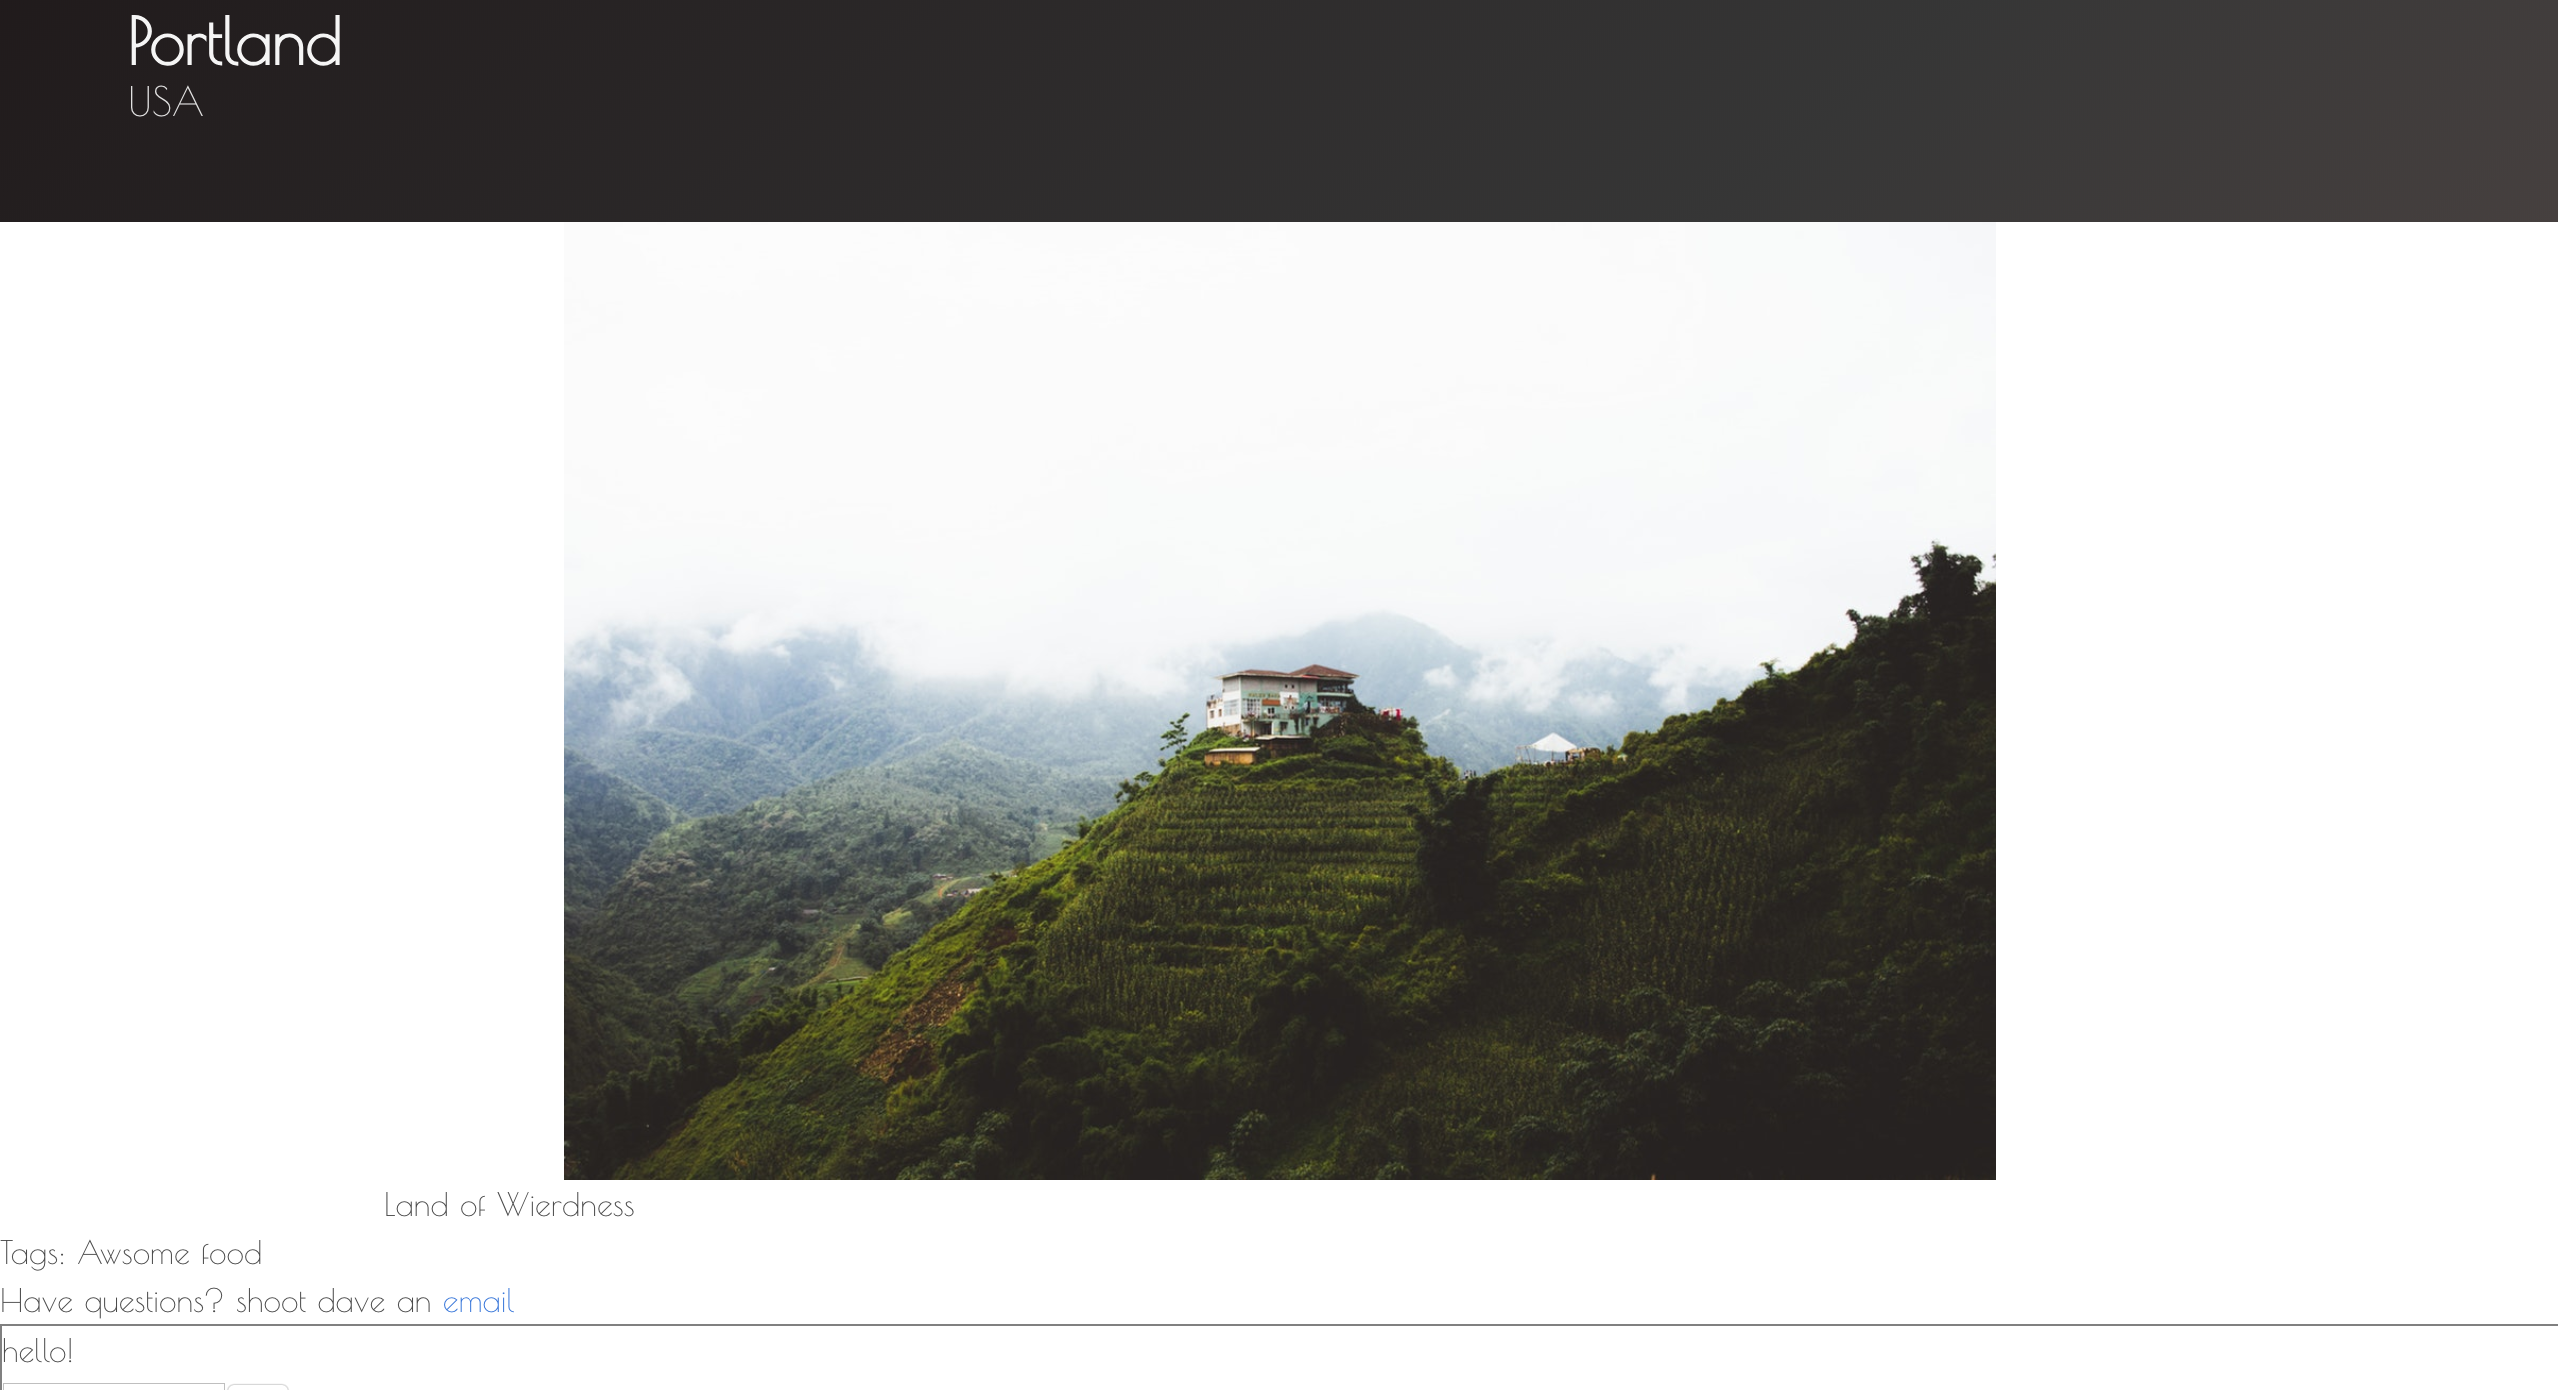 Portland
USA
Land of Wierdness
Tags: Awsome food
Have questions? shoot dave an email
hello!